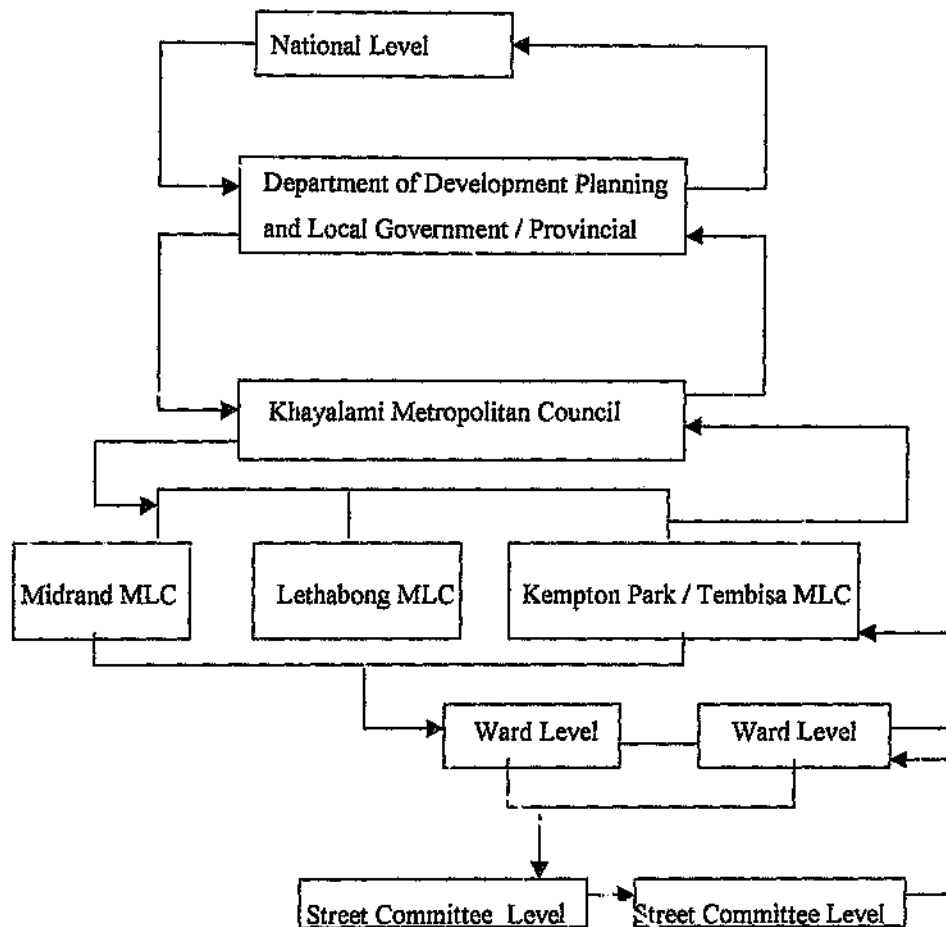 National Level
Department of Development Planning
and Local Government / Provincial
Khayalami Metropolitan Council
Midrand MLC
Lethabong MLC
Kempton Park / Tembisa MLC
Ward Level
Ward Level
Street Committee Level
Street Committee Level